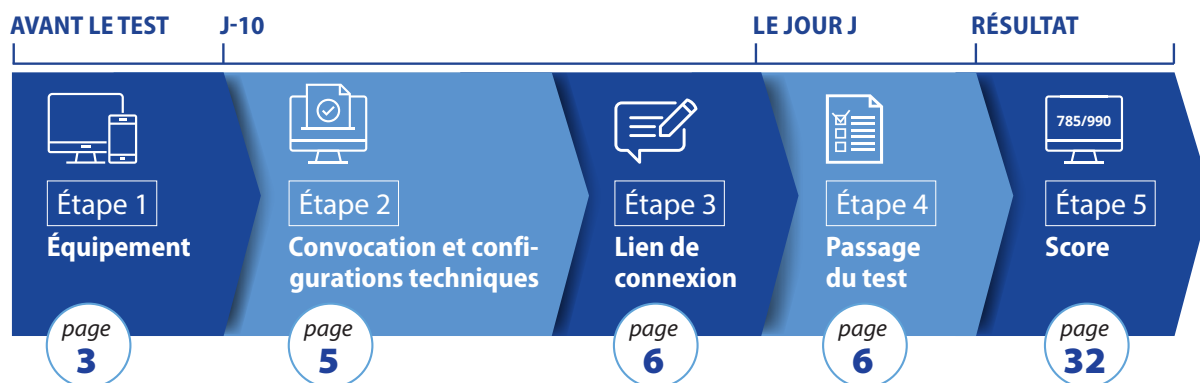 AVANT LE TEST
J-10
LE JOUR J
RÉSULTAT
Étape 1
Équipement
page
3
Étape 2
Convocation et confi-
gurations techniques
page
5
Étape 3
Lien de
connexion
page
6
Étape 4
Passage
du test
page
6
785/990
Étape 5
Score
page
32